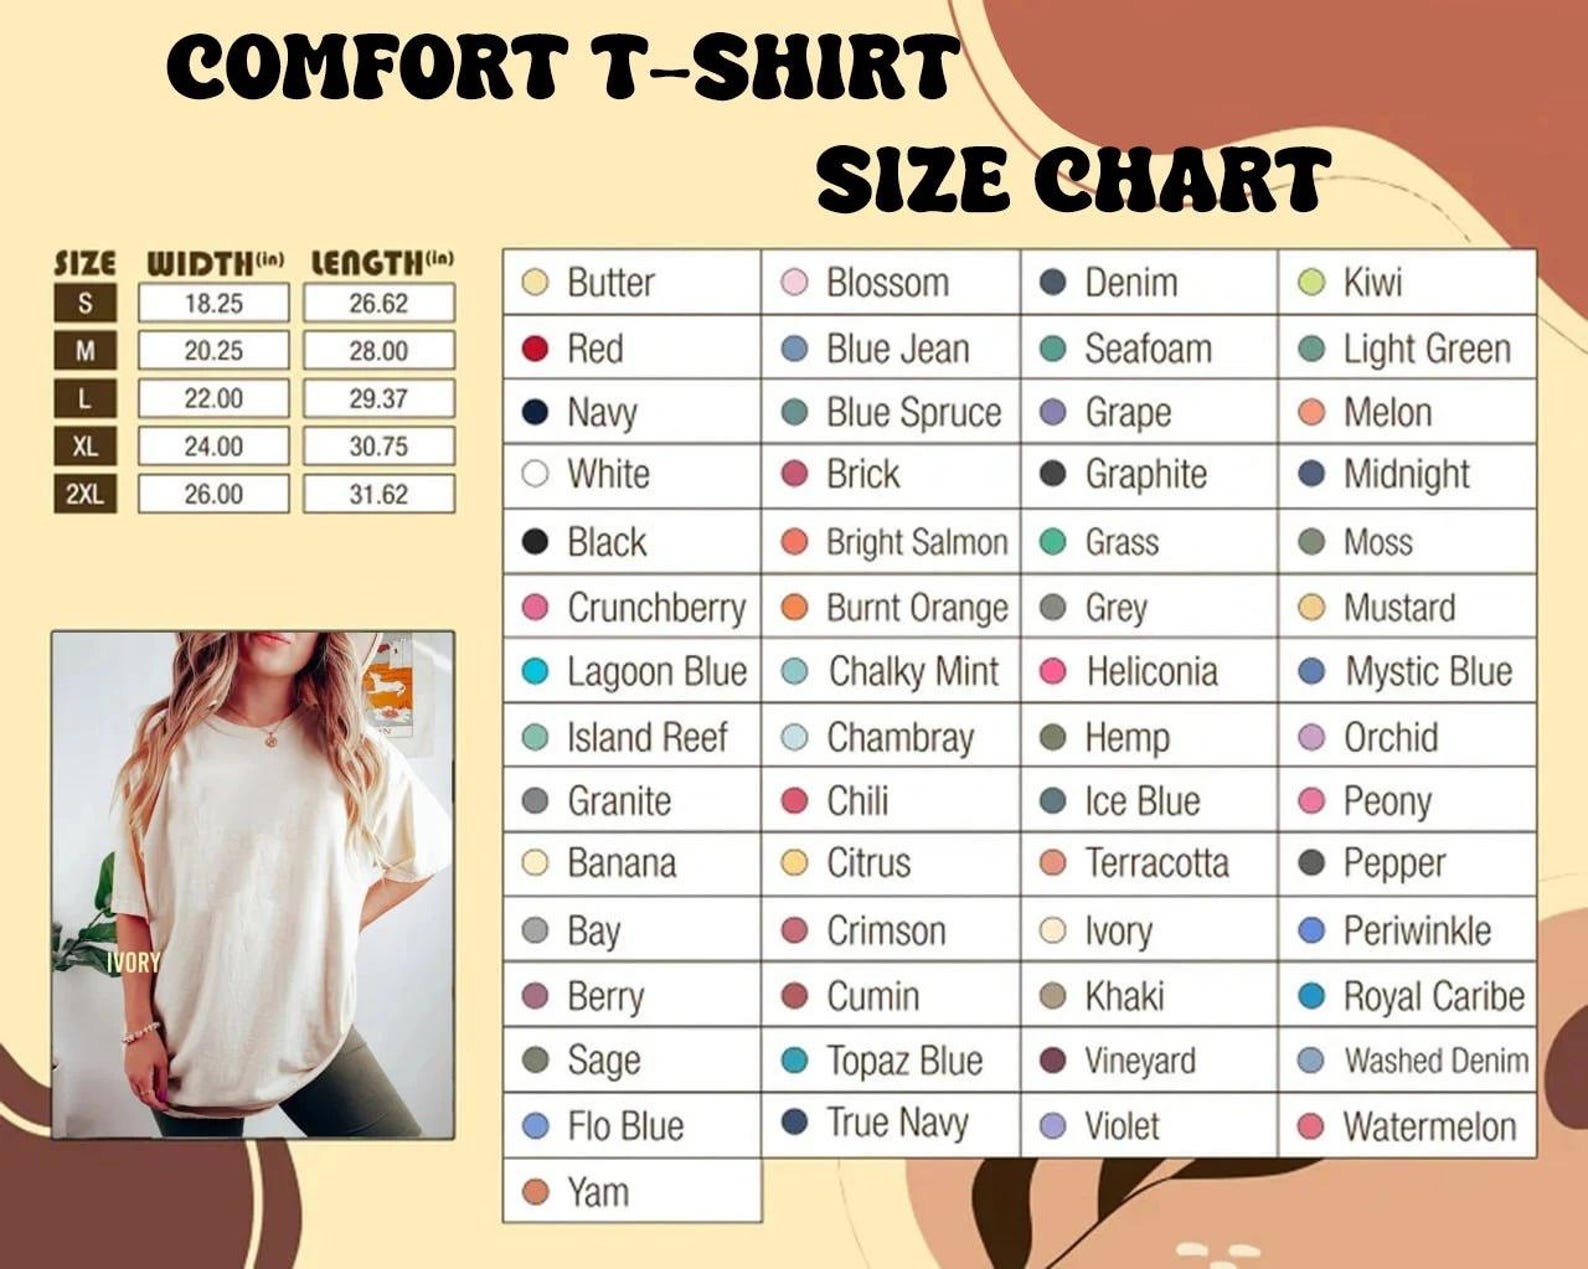 COMFORT T-SHIRT
SIZE CHART
SIZE WIDTH(in) LENGTH(in)
S 18.25 26.62
M 20.25 28.00
L 22.00 29.37
XL 24.00 30.75
2XL 26.00 31.62
Butter Blossom Denim Kiwi
Red Blue Jean Seafoam Light Green
Navy Blue Spruce Grape Melon
White Brick Graphite Midnight
Black Bright Salmon Grass Moss
Crunchberry Burnt Orange Grey Mustard
Lagoon Blue Chalky Mint Heliconia Mystic Blue
Island Reef Chambray Hemp Orchid
Granite Chili Ice Blue Peony
Banana Citrus Terracotta Pepper
Bay Crimson Ivory Periwinkle
Berry Cumin Khaki Royal Caribe
Sage Topaz Blue Vineyard Washed Denim
Flo Blue True Navy Violet Watermelon
Yam
IVORY